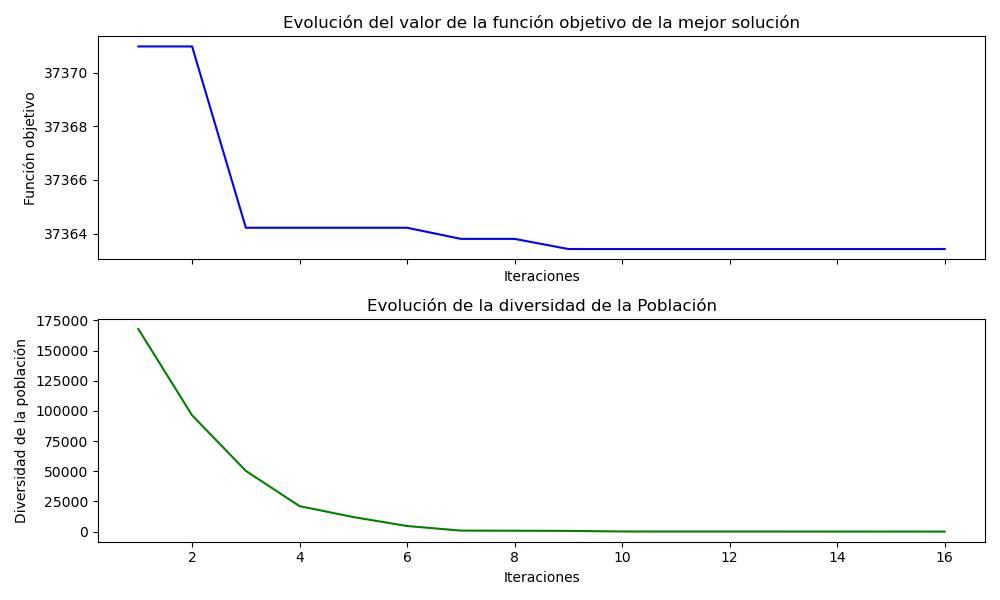 Evolución del valor de la función objetivo de la mejor solución
Función objetivo
37370
37368
37366
37364
Iteraciones
Evolución de la diversidad de la Población
Diversidad de la población
175000
150000
125000
100000
75000
50000
25000
0
2 4 6 8 10 12 14 16
Iteraciones